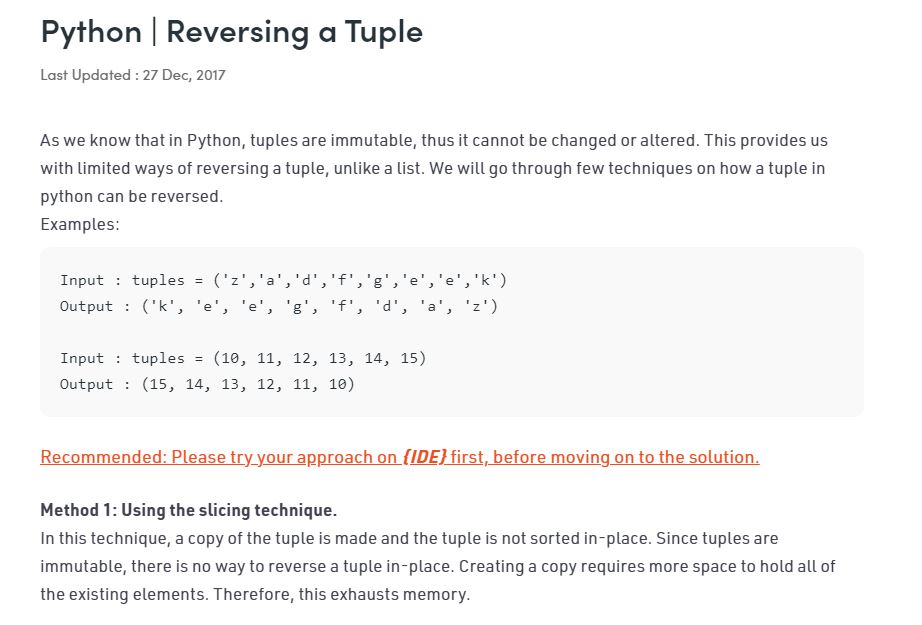 Python | Reversing a Tuple
Last Updated : 27 Dec, 2017
As we know that in Python, tuples are immutable, thus it cannot be changed or altered. This provides us
with limited ways of reversing a tuple, unlike a list. We will go through few techniques on how a tuple in
python can be reversed.
Examples:
Input : tuples = ('z','a','d','f','g','e','e','k')
Output : ('k', 'e', 'e', 'g', 'f', 'd', 'a', 'z')
Input : tuples = (10, 11, 12, 13, 14, 15)
Output : (15, 14, 13, 12, 11, 10)
Recommended: Please try your approach on {IDE} first, before moving on to the solution.
Method 1: Using the slicing technique.
In this technique, a copy of the tuple is made and the tuple is not sorted in-place. Since tuples are
immutable, there is no way to reverse a tuple in-place. Creating a copy requires more space to hold all of
the existing elements. Therefore, this exhausts memory.